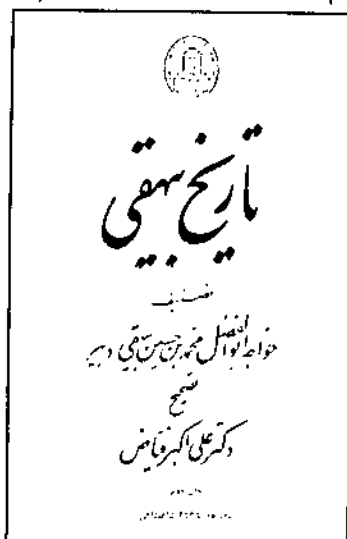 تاریخ بیهقی
تصنیف
خواجه ابوالفضل محمد بن حسین بیهقی دبیر
تصحیح
دکتر علی اکبر فیاض